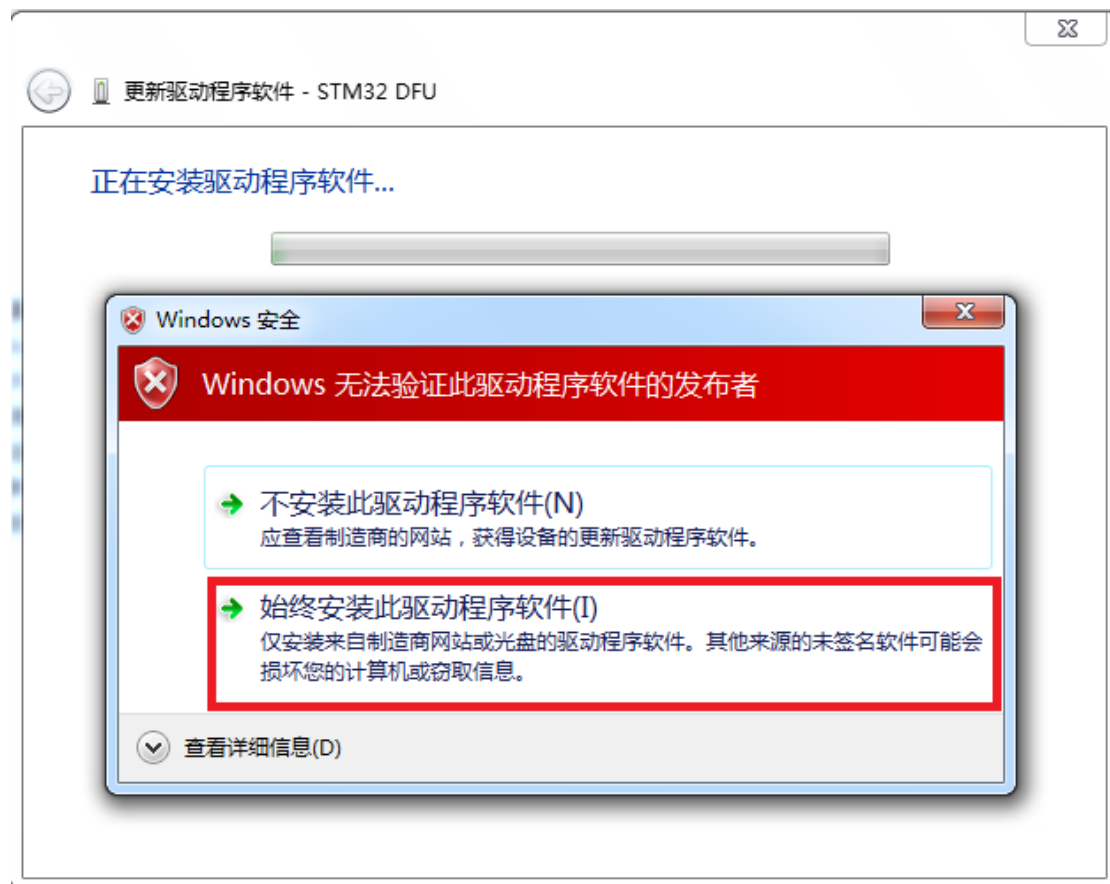 更新驱动程序软件 - STM32 DFU
正在安装驱动程序软件...
Windows 安全
Windows 无法验证此驱动程序软件的发布者
不安装此驱动程序软件(N)
应查看制造商的网站，获得设备的更新驱动程序软件。
始终安装此驱动程序软件(I)
仅安装来自制造商网站或光盘的驱动程序软件。其他来源的未签名软件可能会
损坏您的计算机或窃取信息。
查看详细信息(D)